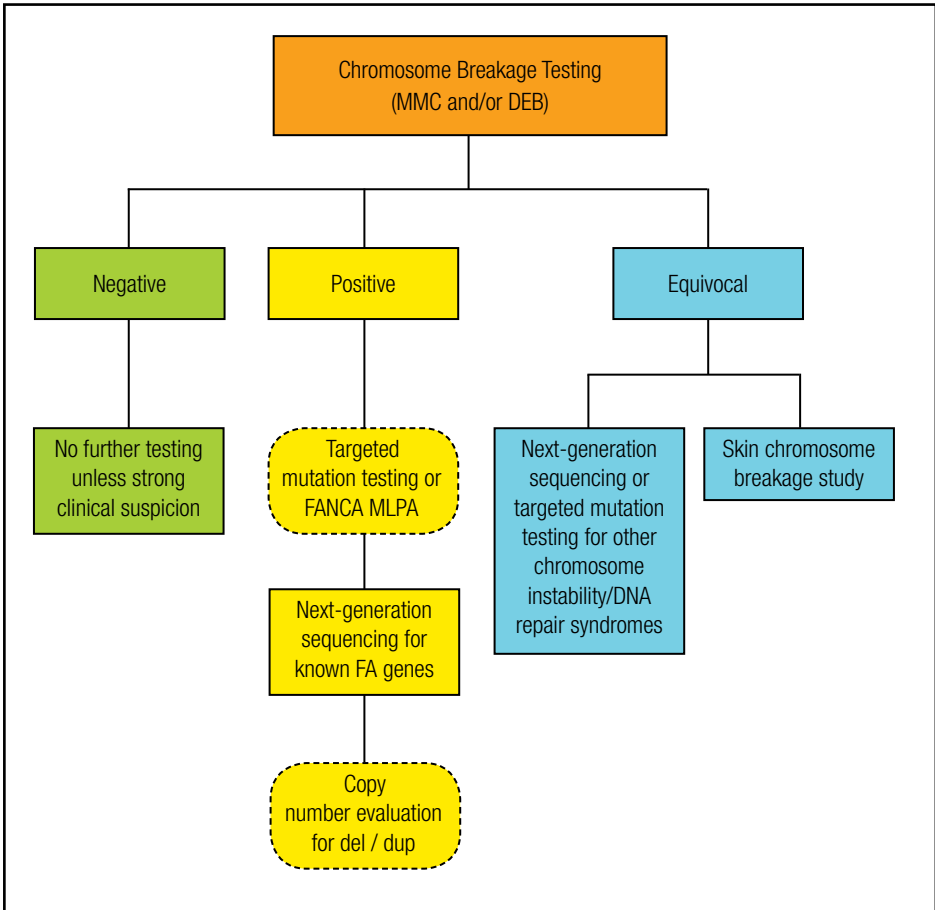 Chromosome Breakage Testing
(MMC and/or DEB)
Negative
Positive
Equivocal
No further testing
unless strong
clinical suspicion
Targeted
mutation testing or
FANCA MLPA
Next-generation
sequencing or
targeted mutation
testing for other
chromosome
instability/DNA
repair syndromes
Skin chromosome
breakage study
Next-generation
sequencing for
known FA genes
Copy
number evaluation
for del / dup